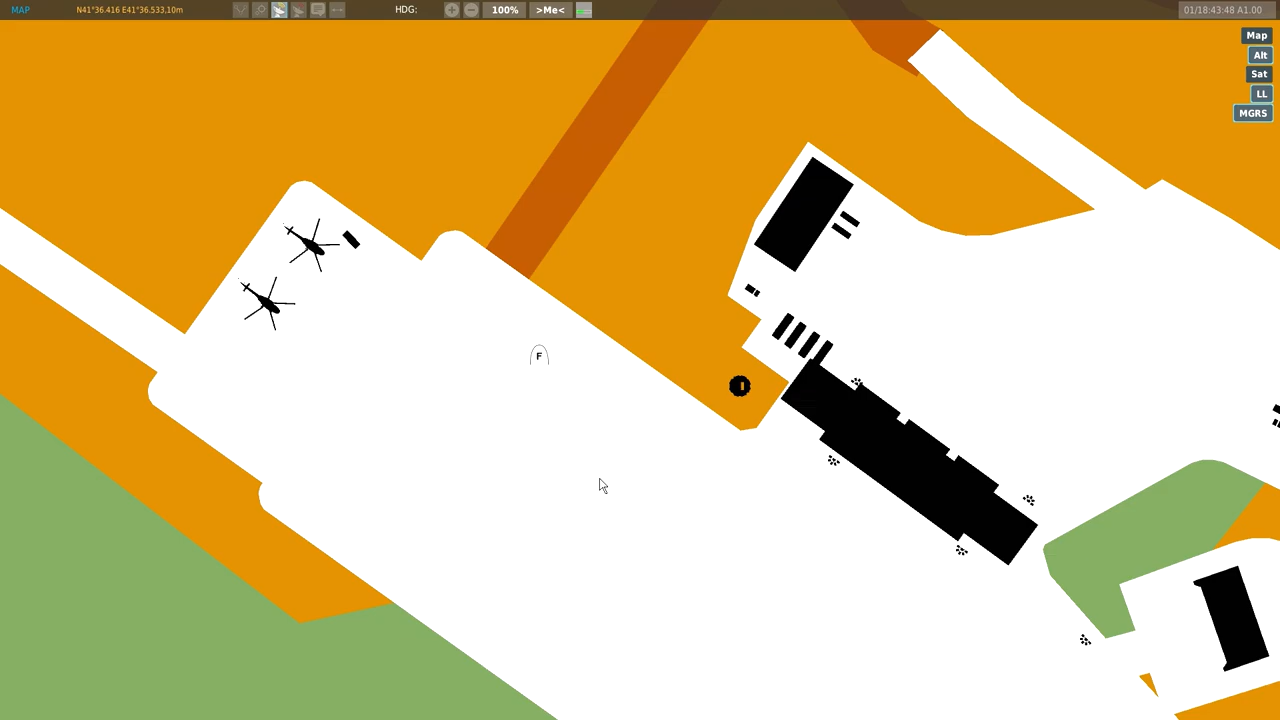 MAP N41°36.416 E41°36.533,10m HDG: 100% >Me< 01/18:43:48 A1.00
Map
Alt
Sat
LL
MGRS
F